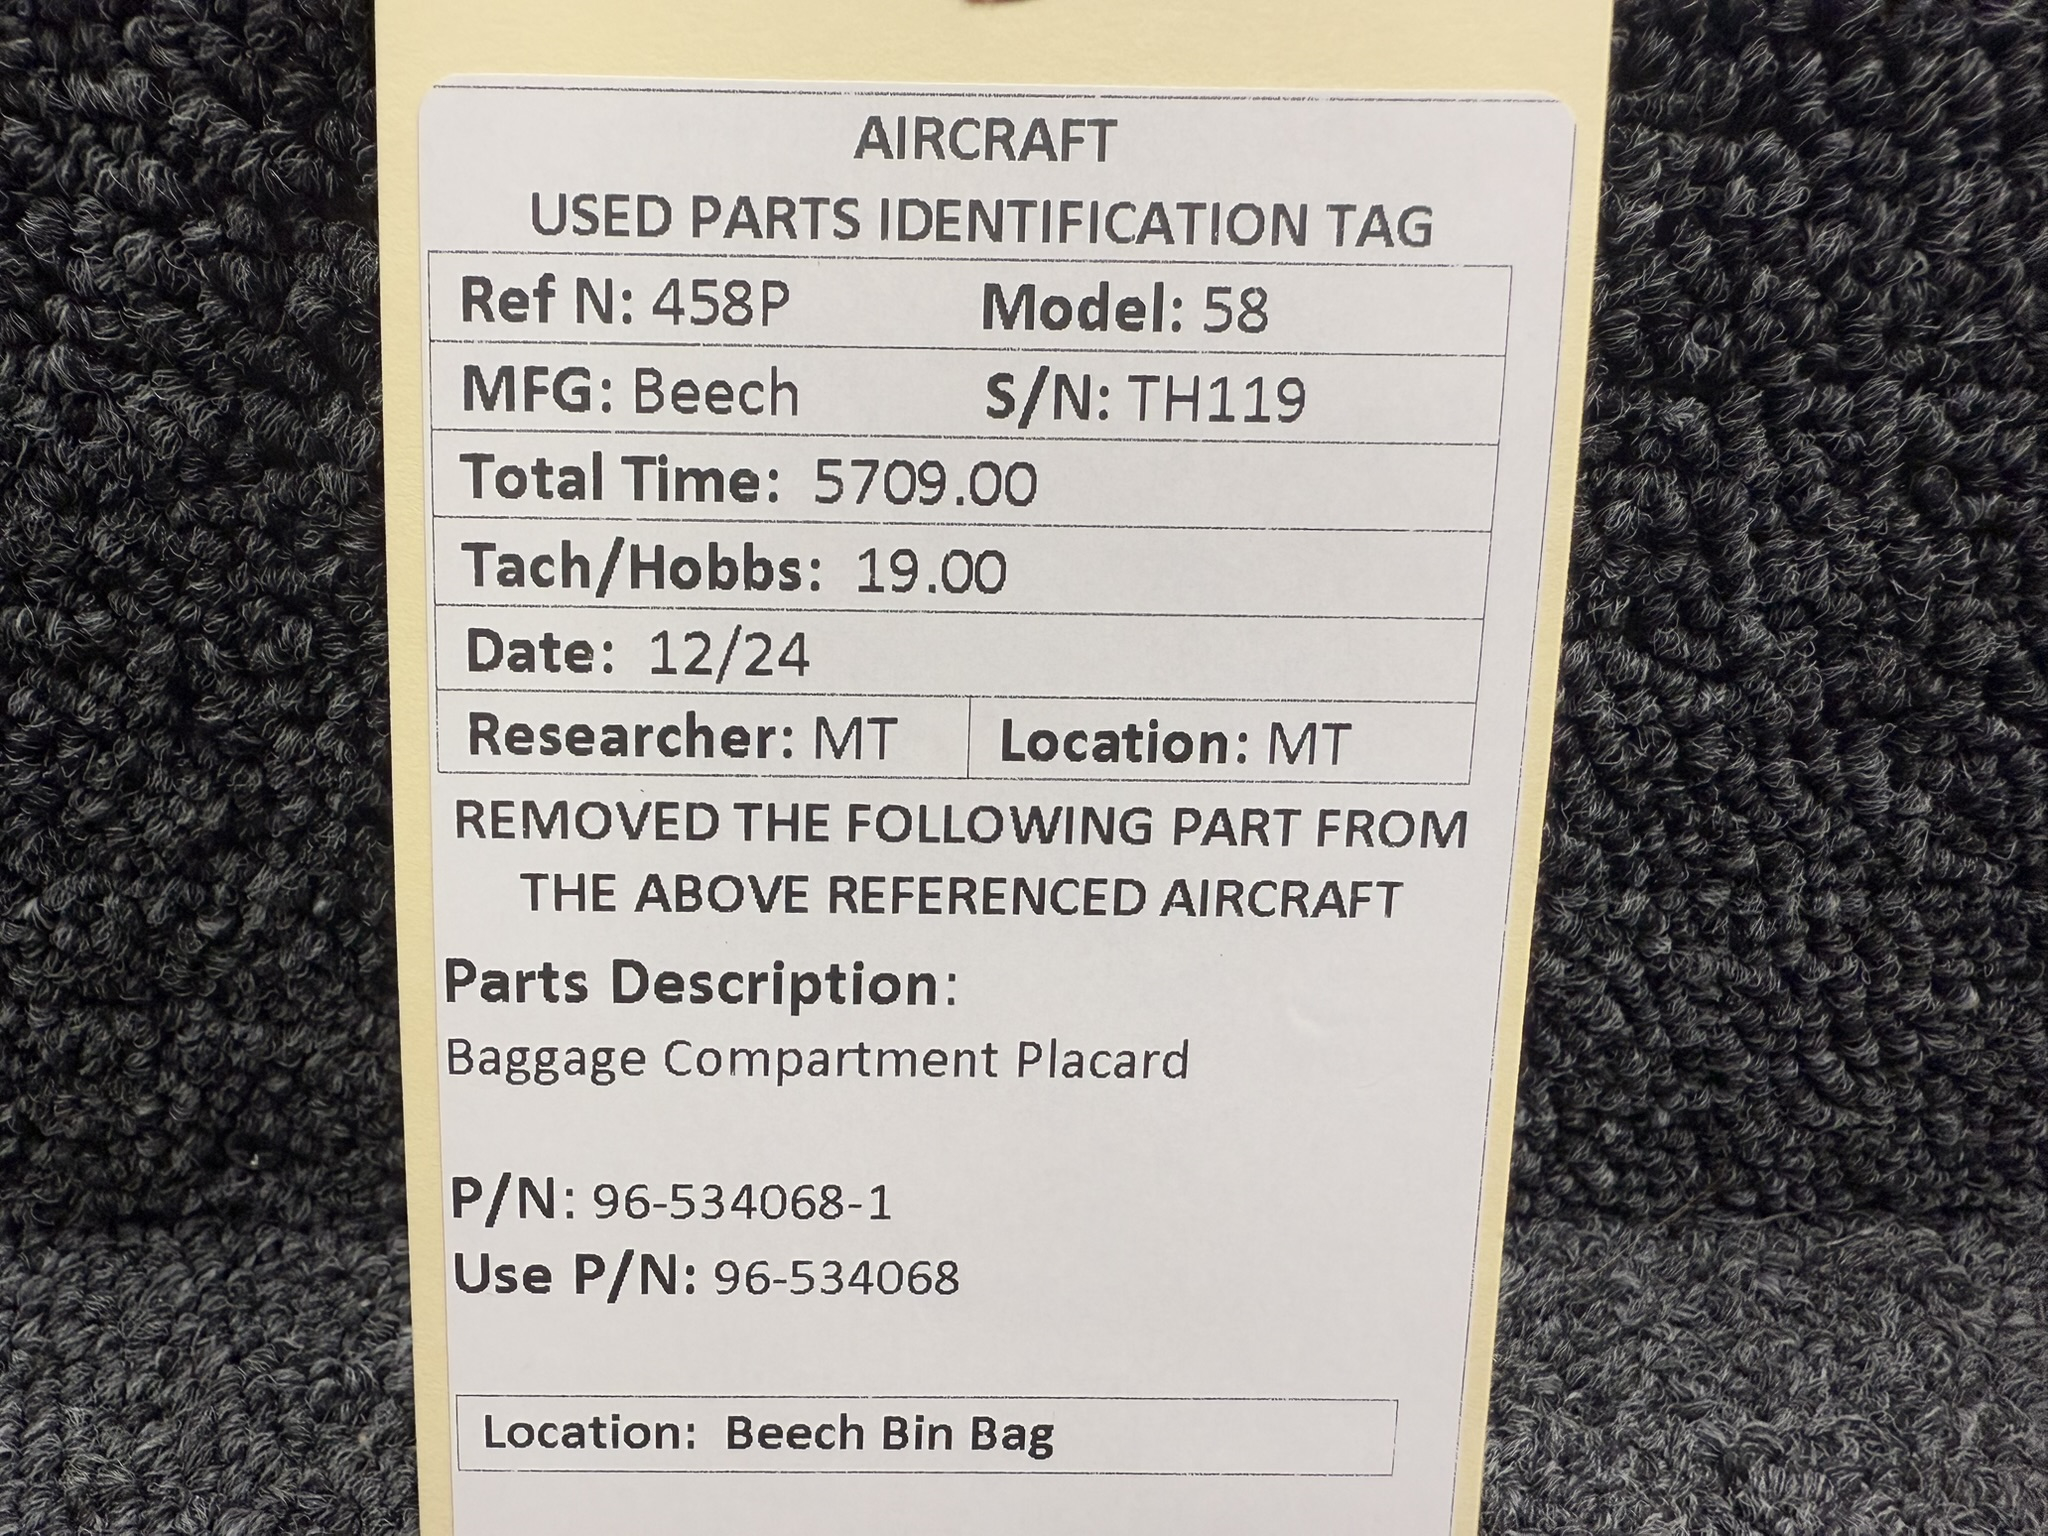 AIRCRAFT
USED PARTS IDENTIFICATION TAG
Ref N: 458P Model: 58
MFG: Beech S/N: TH119
Total Time: 5709.00
Tach/Hobbs: 19.00
Date: 12/24
Researcher: MT Location: MT
REMOVED THE FOLLOWING PART FROM
THE ABOVE REFERENCED AIRCRAFT
Parts Description:
Baggage Compartment Placard
P/N: 96-534068-1
Use P/N: 96-534068
Location: Beech Bin Bag